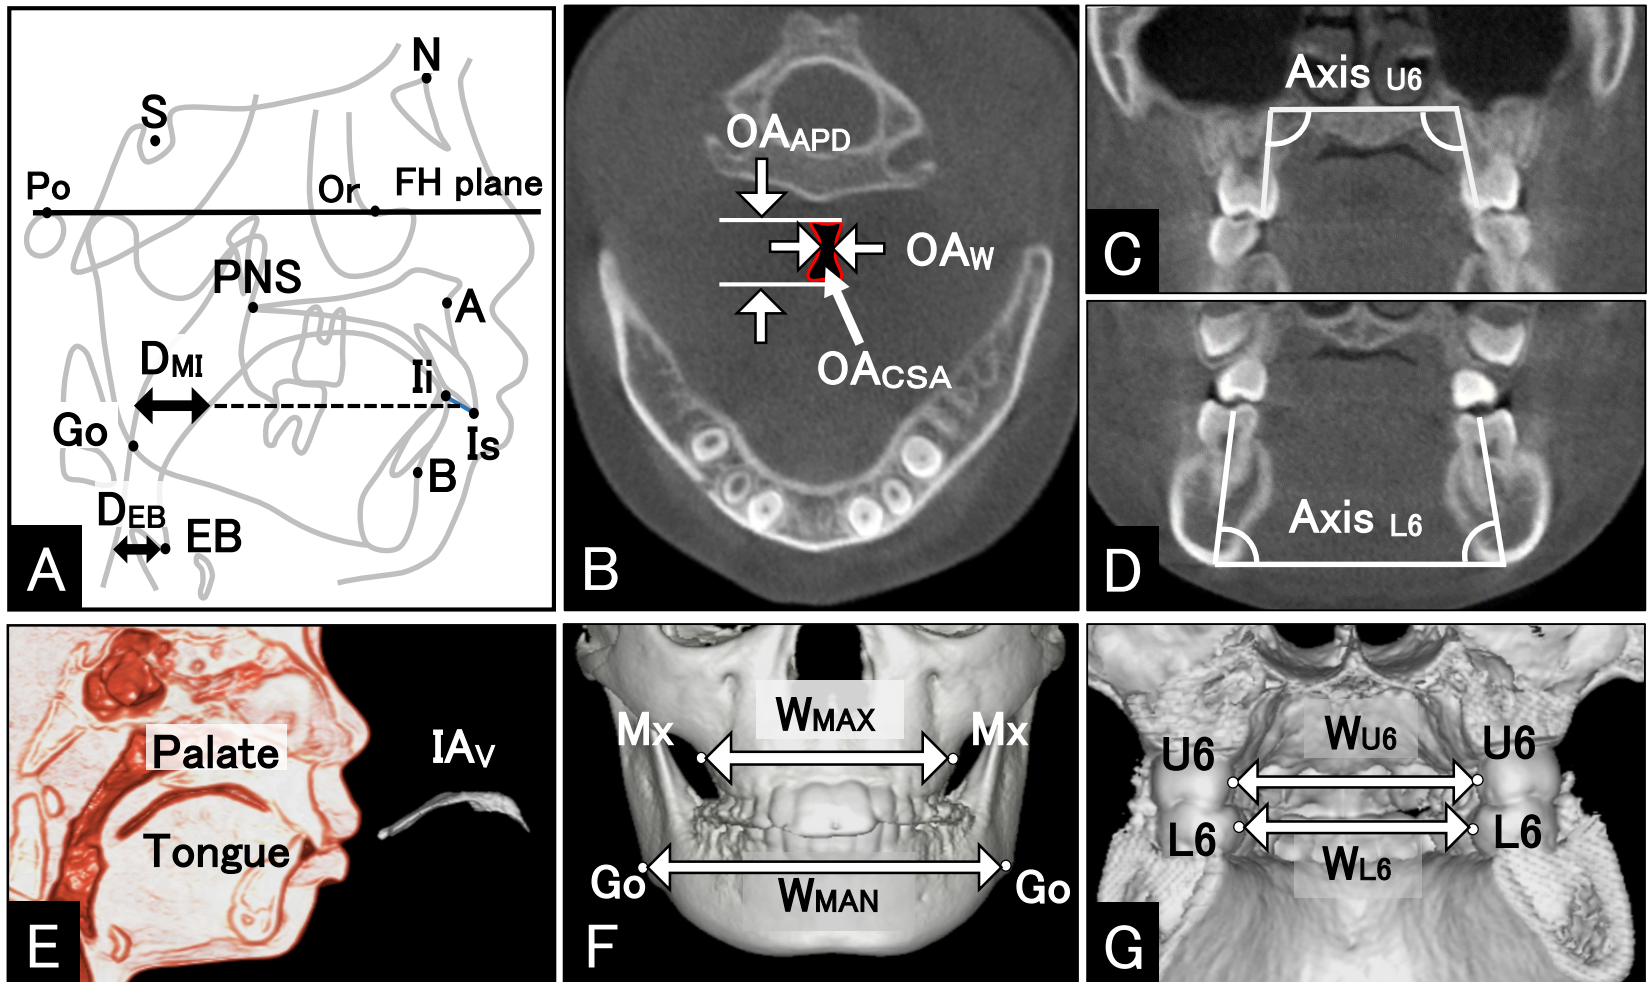 N
S
Po
Or
FH plane
PNS
A
DMI
Ii
Go
Is
B
DEB
EB
A
OAAPD
OAW
OACSA
B
Axis U6
C
Axis L6
D
Palate
IAV
Tongue
E
WMAX
Mx
Mx
Go
Go
WMAN
F
WU6
U6
U6
L6
L6
WL6
G